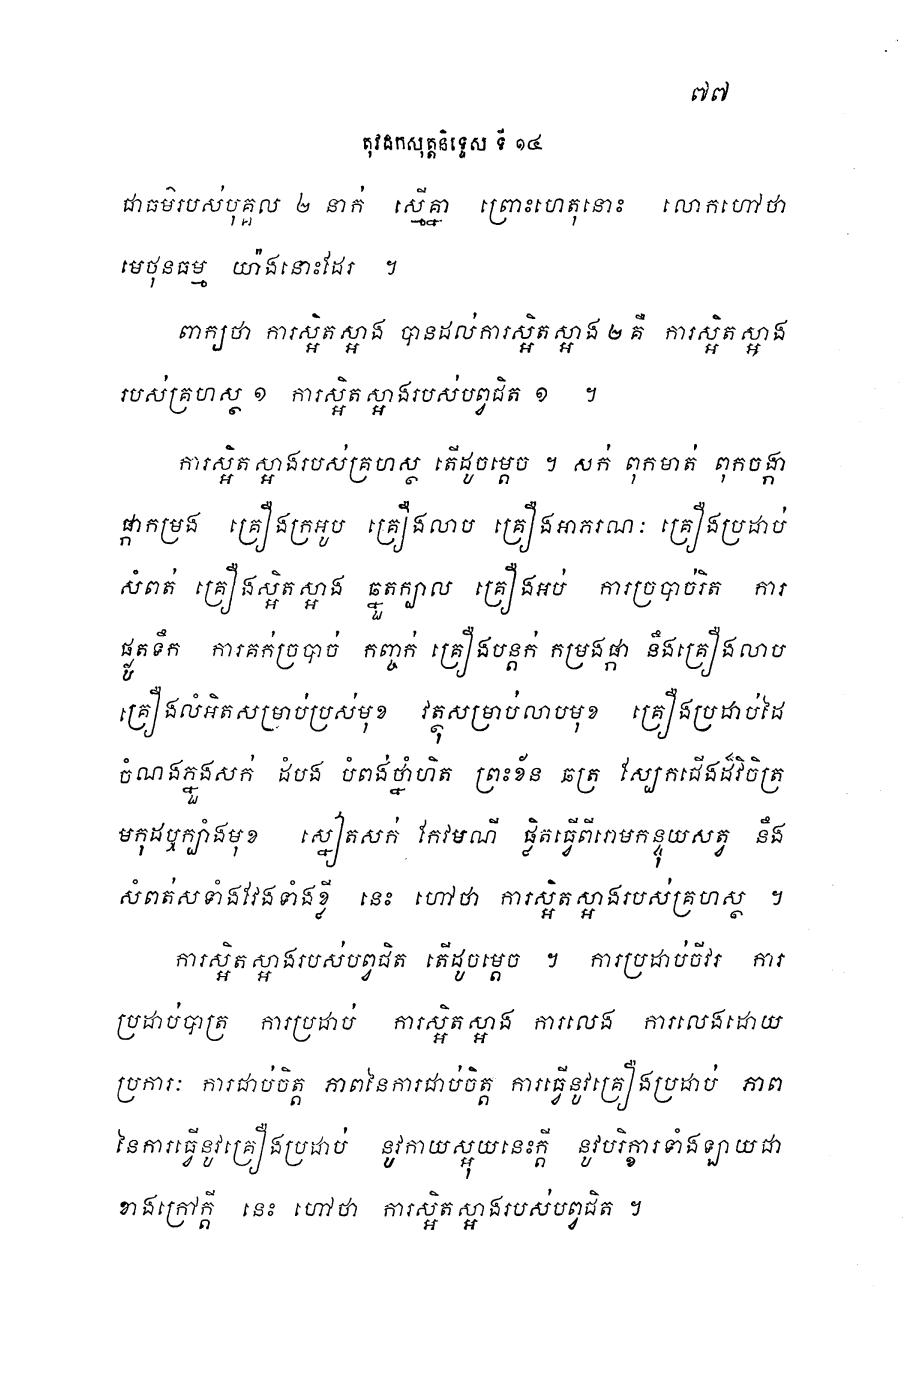 ៧៧
តុវដកសុត្តនិទ្ទេស ទី ១៤
ជាធម៌របស់បុគ្គល ២ នាក់ ស្មើគ្នា ព្រោះហេតុនោះ លោកហៅថា
មេថុនធម្ម យ៉ាងនោះដែរ ។
ពាក្យថា ការស្អិតស្អាង បានដល់ការស្អិតស្អាង ២ គឺ ការស្អិតស្អាង
របស់គ្រហស្ថ ១ ការស្អិតស្អាងរបស់បព្វជិត ១ ។
ការស្អិតស្អាងរបស់គ្រហស្ថ តើដូចម្តេច ។ សក់ ពុកមាត់ ពុកចង្កា
ផ្កាកម្រង គ្រឿងក្រអូប គ្រឿងលាប គ្រឿងអាភរណៈ គ្រឿងប្រដាប់
សំពត់ គ្រឿងស្អិតស្អាង ឆ្នួតក្បាល គ្រឿងអប់ ការច្របាច់រឹត ការ
ផ្លូតទឹក ការគក់ច្របាច់ កញ្ចក់ គ្រឿងបន្តក់ កម្រងផ្កា នឹងគ្រឿងលាប
គ្រឿងលំអិតសម្រាប់ប្រស់មុខ វត្ថុសម្រាប់លាបមុខ គ្រឿងប្រដាប់ដៃ
ចំណងភ្នួងសក់ ដំបង បំពង់ថ្នាំហិត ព្រះខ័ន ឆត្រ ស្បែកជើងដ៏វិចិត្រ
មកុដឬក្បាំងមុខ ស្នៀតសក់ កែវមណី ផ្លិតធ្វើពីរោមកន្ទុយសត្វ នឹង
សំពត់សទាំងវែងទាំងខ្លី នេះ ហៅថា ការស្អិតស្អាងរបស់គ្រហស្ថ ។
ការស្អិតស្អាងរបស់បព្វជិត តើដូចម្តេច ។ ការប្រដាប់ចីវរ ការ
ប្រដាប់បាត្រ ការប្រដាប់ ការស្អិតស្អាង ការលេង ការលេងដោយ
ប្រការៈ ការជាប់ចិត្ត ភាពនៃការជាប់ចិត្ត ការធ្វើនូវគ្រឿងប្រដាប់ ភាព
នៃការធ្វើនូវគ្រឿងប្រដាប់ នូវកាយស្អុយនេះក្តី នូវបរិក្ខារទាំងឡាយជា
ខាងក្រៅក្តី នេះ ហៅថា ការស្អិតស្អាងរបស់បព្វជិត ។